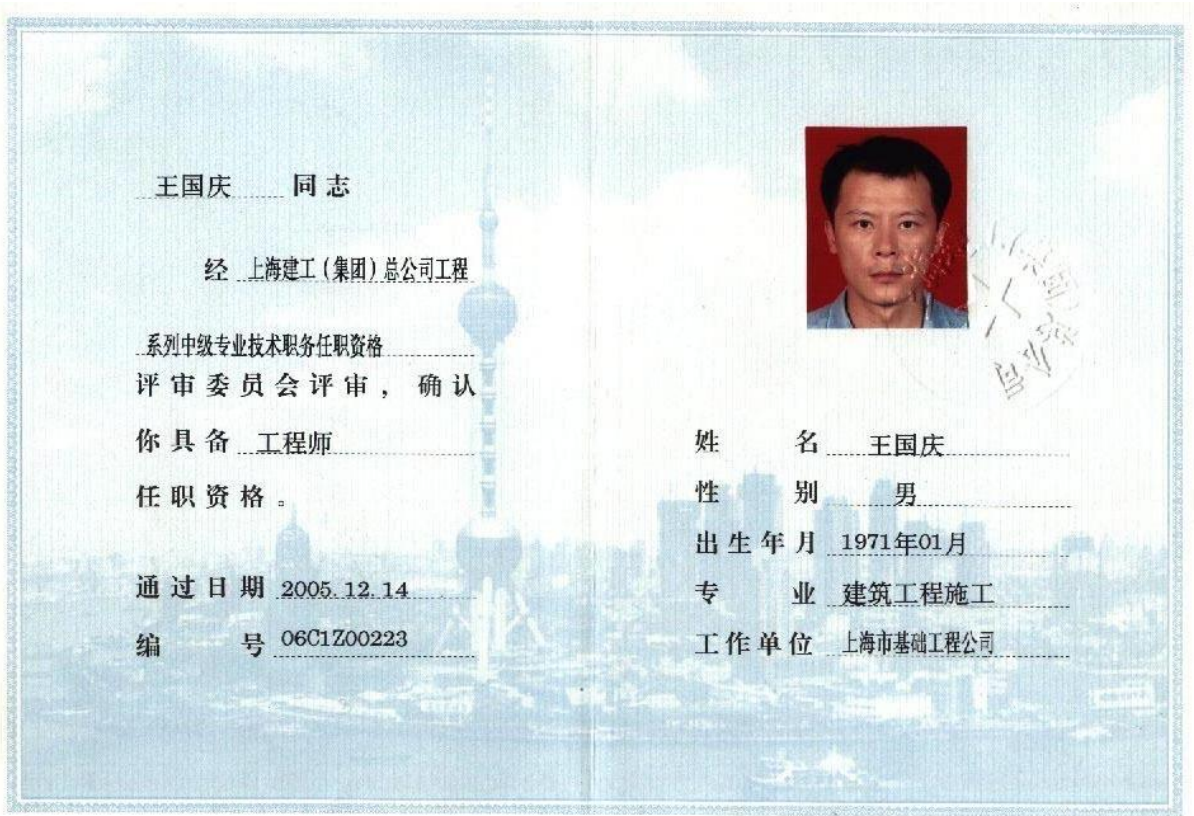 王国庆 同志
经 上海建工（集团）总公司工程
系列中级专业技术职务任职资格
评审委员会评审，确认
你具备 工程师
任职资格。
通过日期 2005.12.14
编号 06C1Z00223
姓名 王国庆
性别 男
出生年月 1971年01月
专业 建筑工程施工
工作单位 上海市基础工程公司